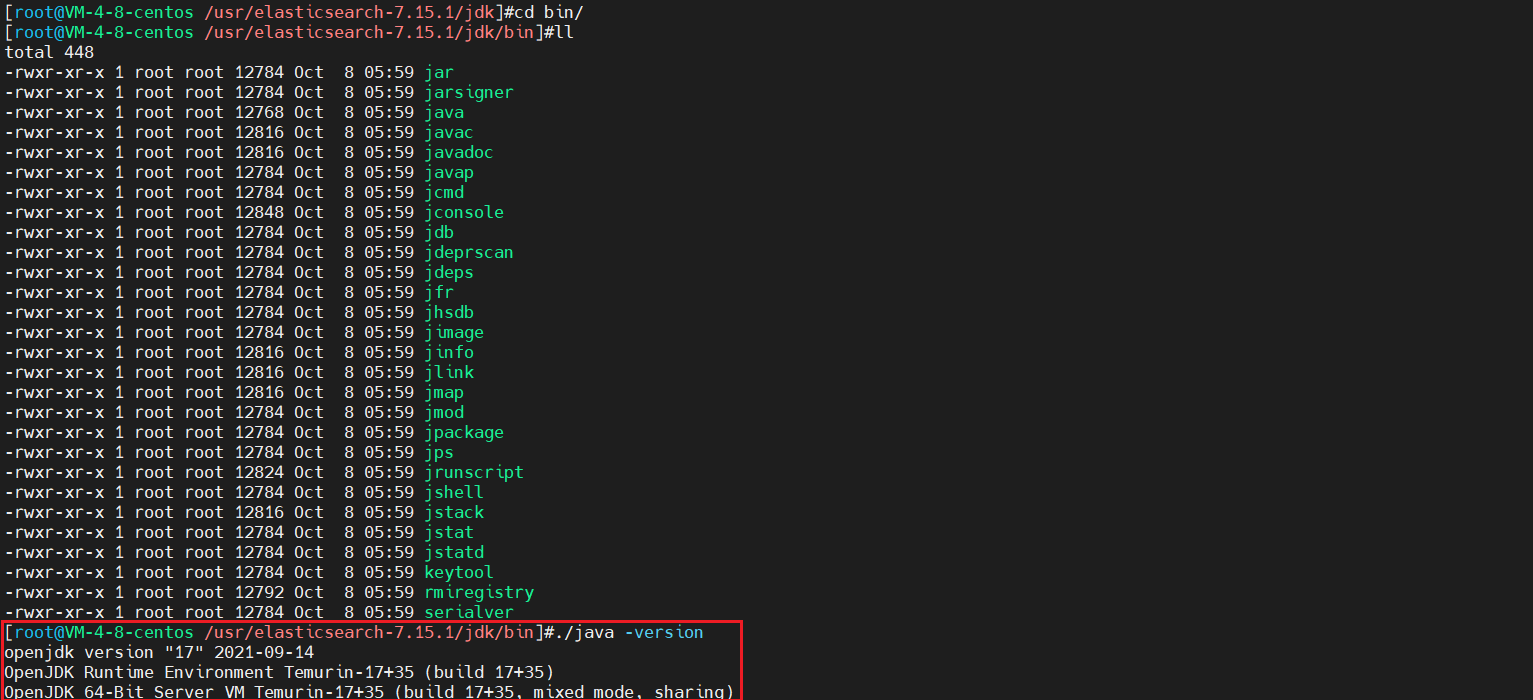 [root@VM-4-8-centos /usr/elasticsearch-7.15.1/jdk]#cd bin/
[root@VM-4-8-centos /usr/elasticsearch-7.15.1/jdk/bin]#ll
total 448
-rwxr-xr-x 1 root root 12784 Oct  8 05:59 jar
-rwxr-xr-x 1 root root 12784 Oct  8 05:59 jarsigner
-rwxr-xr-x 1 root root 12768 Oct  8 05:59 java
-rwxr-xr-x 1 root root 12816 Oct  8 05:59 javac
-rwxr-xr-x 1 root root 12816 Oct  8 05:59 javadoc
-rwxr-xr-x 1 root root 12784 Oct  8 05:59 javap
-rwxr-xr-x 1 root root 12784 Oct  8 05:59 jcmd
-rwxr-xr-x 1 root root 12848 Oct  8 05:59 jconsole
-rwxr-xr-x 1 root root 12784 Oct  8 05:59 jdb
-rwxr-xr-x 1 root root 12784 Oct  8 05:59 jdeprscan
-rwxr-xr-x 1 root root 12784 Oct  8 05:59 jdeps
-rwxr-xr-x 1 root root 12784 Oct  8 05:59 jfr
-rwxr-xr-x 1 root root 12784 Oct  8 05:59 jhsdb
-rwxr-xr-x 1 root root 12784 Oct  8 05:59 jimage
-rwxr-xr-x 1 root root 12816 Oct  8 05:59 jinfo
-rwxr-xr-x 1 root root 12816 Oct  8 05:59 jlink
-rwxr-xr-x 1 root root 12816 Oct  8 05:59 jmap
-rwxr-xr-x 1 root root 12784 Oct  8 05:59 jmod
-rwxr-xr-x 1 root root 12784 Oct  8 05:59 jpackage
-rwxr-xr-x 1 root root 12784 Oct  8 05:59 jps
-rwxr-xr-x 1 root root 12824 Oct  8 05:59 jrunscript
-rwxr-xr-x 1 root root 12784 Oct  8 05:59 jshell
-rwxr-xr-x 1 root root 12816 Oct  8 05:59 jstack
-rwxr-xr-x 1 root root 12784 Oct  8 05:59 jstat
-rwxr-xr-x 1 root root 12784 Oct  8 05:59 jstatd
-rwxr-xr-x 1 root root 12784 Oct  8 05:59 keytool
-rwxr-xr-x 1 root root 12792 Oct  8 05:59 rmiregistry
-rwxr-xr-x 1 root root 12784 Oct  8 05:59 serialver
[root@VM-4-8-centos /usr/elasticsearch-7.15.1/jdk/bin]#./java -version
openjdk version "17" 2021-09-14
OpenJDK Runtime Environment Temurin-17+35 (build 17+35)
OpenJDK 64-Bit Server VM Temurin-17+35 (build 17+35, mixed mode, sharing)